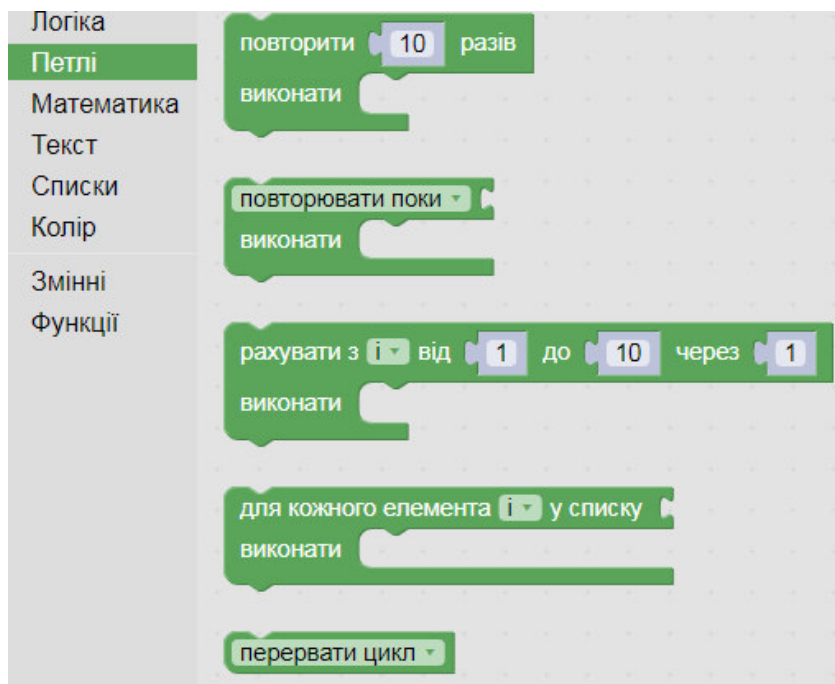 Логіка
Петлі
Математика
Текст
Списки
Колір
Змінні
Функції
повторити 10 разів
виконати
повторювати поки
виконати
рахувати з i від 1 до 10 через 1
виконати
для кожного елемента i у списку
виконати
перервати цикл